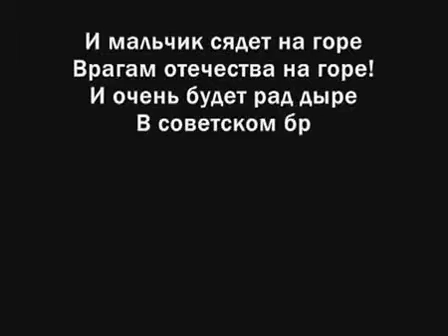 И мальчик сядет на горе
Врагам отечества на горе!
И очень будет рад дыре
В советском бр